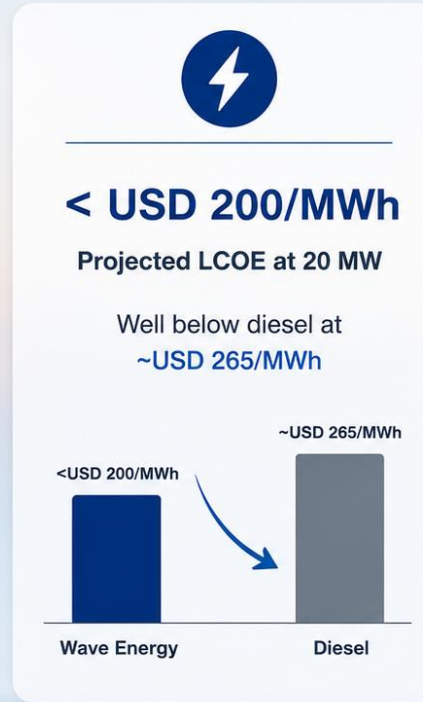 < USD 200/MWh
Projected LCOE at 20 MW
Well below diesel at
~USD 265/MWh
~USD 265/MWh
<USD 200/MWh
Wave Energy
Diesel